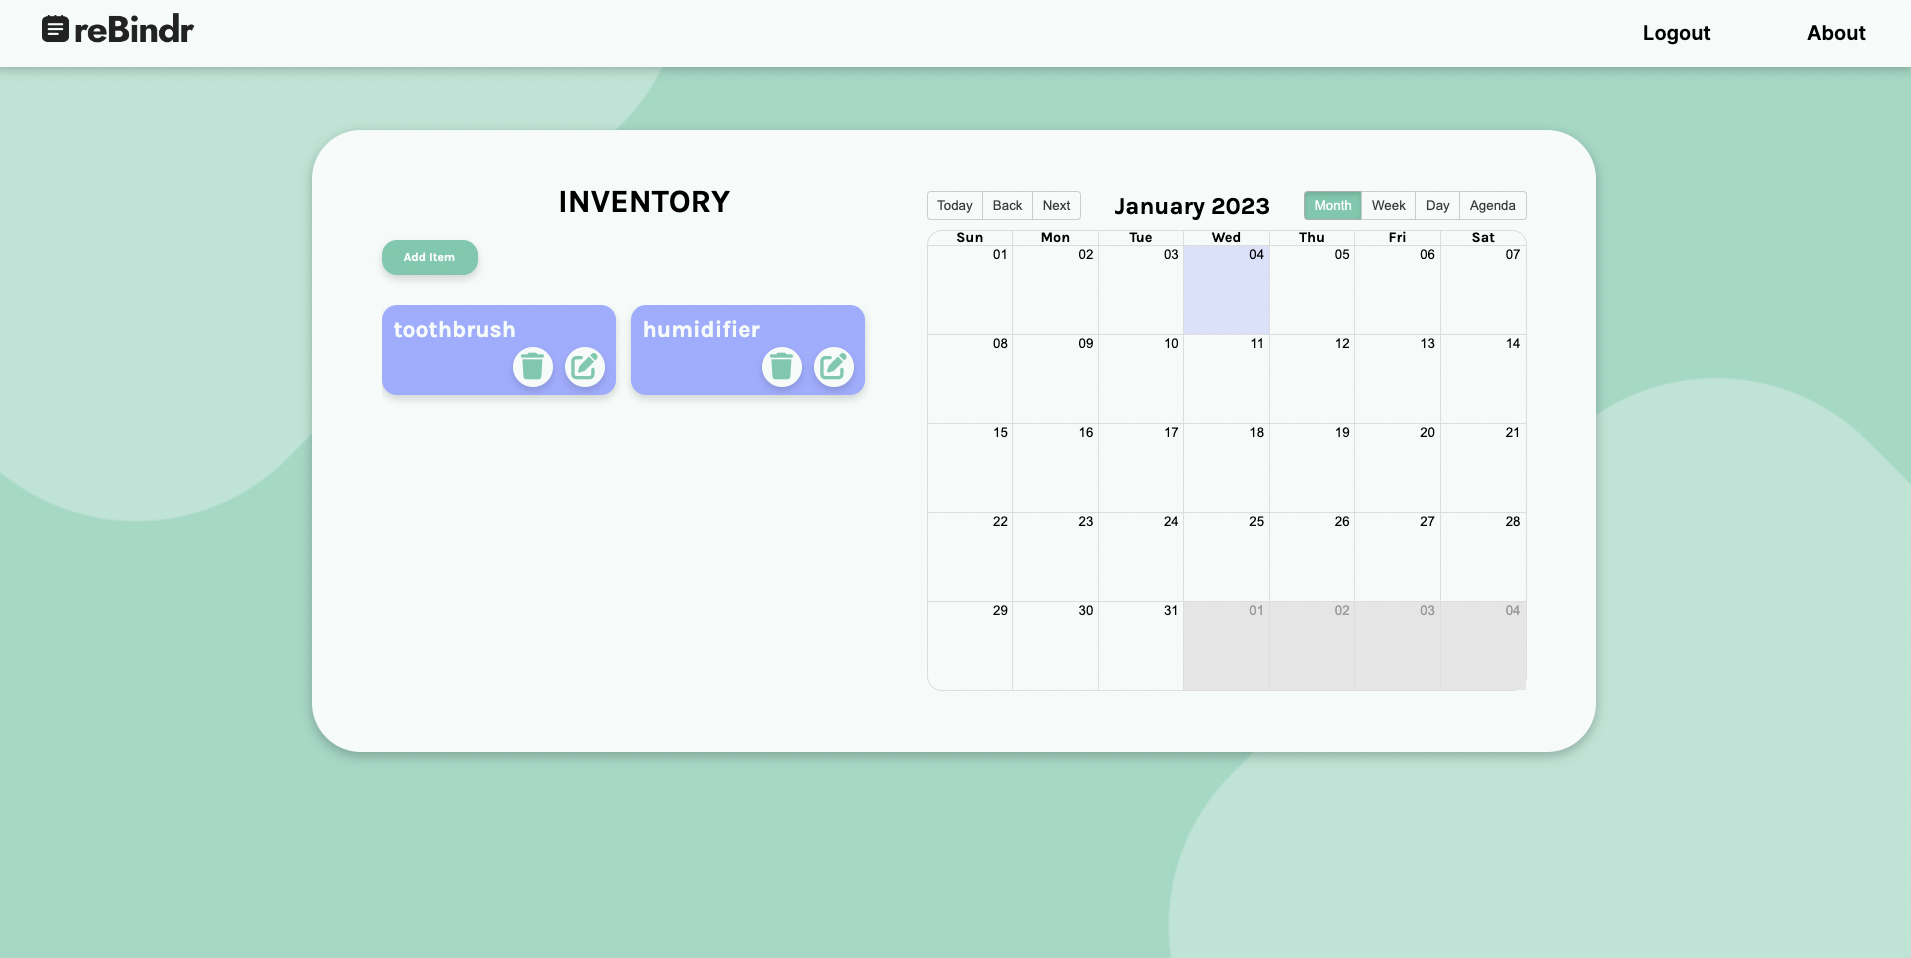 reBindr
Logout About
INVENTORY
Add Item
toothbrush
humidifier
Today Back Next January 2023 Month Week Day Agenda
Sun Mon Tue Wed Thu Fri Sat
01 02 03 04 05 06 07
08 09 10 11 12 13 14
15 16 17 18 19 20 21
22 23 24 25 26 27 28
29 30 31 01 02 03 04